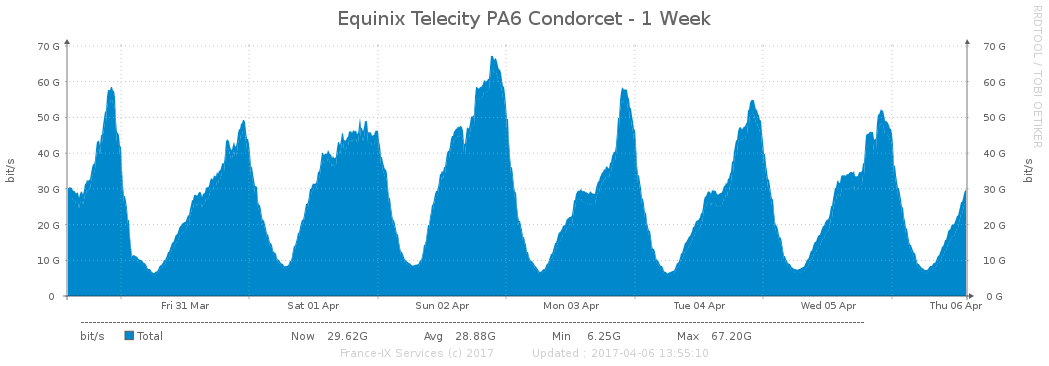 Equinix Telecity PA6 Condorcet - 1 Week
RRDTOOL / TOBI OETIKER
bit/s
70 G 70 G
60 G 60 G
50 G 50 G
40 G 40 G
30 G 30 G
20 G 20 G
10 G 10 G
0 0 G
bit/s
Fri 31 Mar Sat 01 Apr Sun 02 Apr Mon 03 Apr Tue 04 Apr Wed 05 Apr Thu 06 Apr
bit/s Total Now 29.62G Avg 28.88G Min 6.25G Max 67.20G
France-IX Services (c) 2017 Updated : 2017-04-06 13:55:10